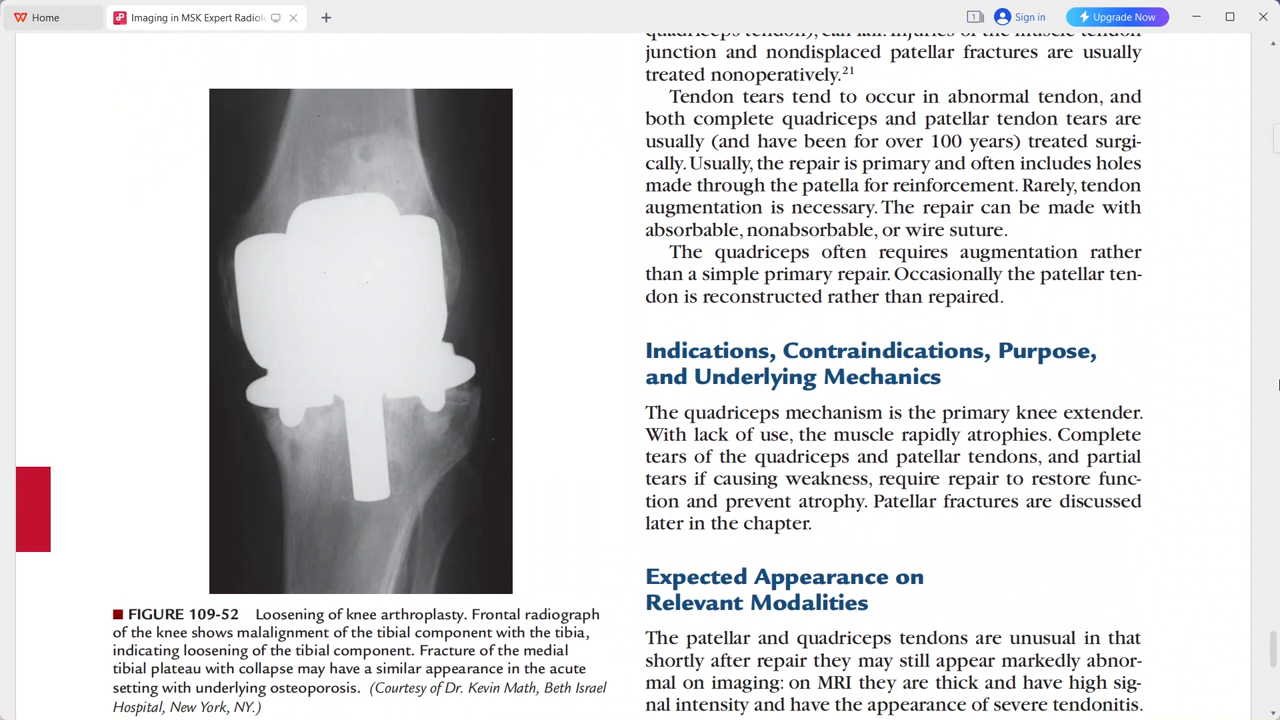 Home
Imaging in MSK Expert Radiol
Sign in
Upgrade Now
junction and nondisplaced patellar fractures are usually
treated nonoperatively.21
Tendon tears tend to occur in abnormal tendon, and
both complete quadriceps and patellar tendon tears are
usually (and have been for over 100 years) treated surgi-
cally. Usually, the repair is primary and often includes holes
made through the patella for reinforcement. Rarely, tendon
augmentation is necessary. The repair can be made with
absorbable, nonabsorbable, or wire suture.
The quadriceps often requires augmentation rather
than a simple primary repair. Occasionally the patellar ten-
don is reconstructed rather than repaired.
Indications, Contraindications, Purpose,
and Underlying Mechanics
The quadriceps mechanism is the primary knee extender.
With lack of use, the muscle rapidly atrophies. Complete
tears of the quadriceps and patellar tendons, and partial
tears if causing weakness, require repair to restore func-
tion and prevent atrophy. Patellar fractures are discussed
later in the chapter.
Expected Appearance on
Relevant Modalities
The patellar and quadriceps tendons are unusual in that
shortly after repair they may still appear markedly abnor-
mal on imaging: on MRI they are thick and have high sig-
nal intensity and have the appearance of severe tendonitis.
FIGURE 109-52 Loosening of knee arthroplasty. Frontal radiograph
of the knee shows malalignment of the tibial component with the tibia,
indicating loosening of the tibial component. Fracture of the medial
tibial plateau with collapse may have a similar appearance in the acute
setting with underlying osteoporosis. (Courtesy of Dr. Kevin Math, Beth Israel
Hospital, New York, NY.)